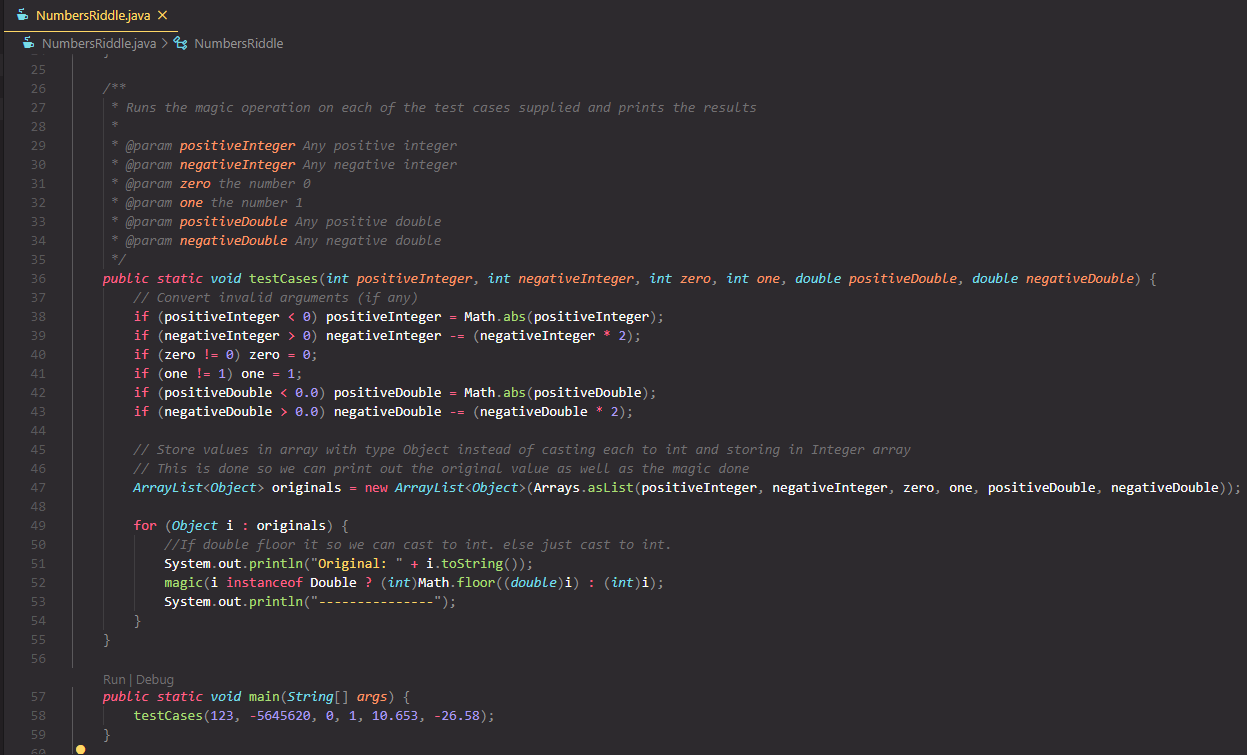 NumbersRiddle.java
NumbersRiddle.java > NumbersRiddle
25
26 /**
27 * Runs the magic operation on each of the test cases supplied and prints the results
28 *
29 * @param positiveInteger Any positive integer
30 * @param negativeInteger Any negative integer
31 * @param zero the number 0
32 * @param one the number 1
33 * @param positiveDouble Any positive double
34 * @param negativeDouble Any negative double
35 */
36 public static void testCases(int positiveInteger, int negativeInteger, int zero, int one, double positiveDouble, double negativeDouble) {
37 // Convert invalid arguments (if any)
38 if (positiveInteger < 0) positiveInteger = Math.abs(positiveInteger);
39 if (negativeInteger > 0) negativeInteger -= (negativeInteger * 2);
40 if (zero != 0) zero = 0;
41 if (one != 1) one = 1;
42 if (positiveDouble < 0.0) positiveDouble = Math.abs(positiveDouble);
43 if (negativeDouble > 0.0) negativeDouble -= (negativeDouble * 2);
44
45 // Store values in array with type Object instead of casting each to int and storing in Integer array
46 // This is done so we can print out the original value as well as the magic done
47 ArrayList<Object> originals = new ArrayList<Object>(Arrays.asList(positiveInteger, negativeInteger, zero, one, positiveDouble, negativeDouble));
48
49 for (Object i : originals) {
50 //If double floor it so we can cast to int. else just cast to int.
51 System.out.println("Original: " + i.toString());
52 magic(i instanceof Double ? (int)Math.floor((double)i) : (int)i);
53 System.out.println("---------------");
54 }
55 }
56
Run | Debug
57 public static void main(String[] args) {
58 testCases(123, -5645620, 0, 1, 10.653, -26.58);
59 }
60